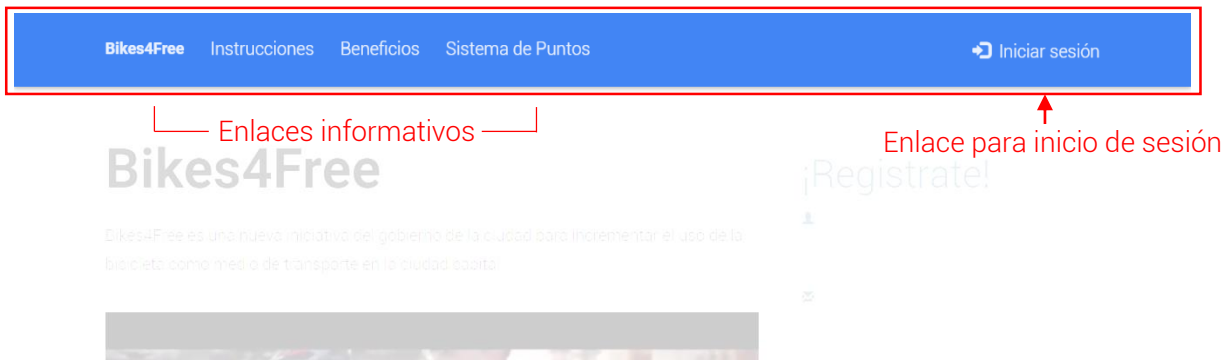 Bikes4Free Instrucciones Beneficios Sistema de Puntos Iniciar sesión
Enlaces informativos
Enlace para inicio de sesión
Bikes4Free
¡Regístrate!
Bikes4Free es una nueva iniciativa del gobierno de la ciudad para incrementar el uso de la
bicicleta como medio de transporte en la ciudad capital